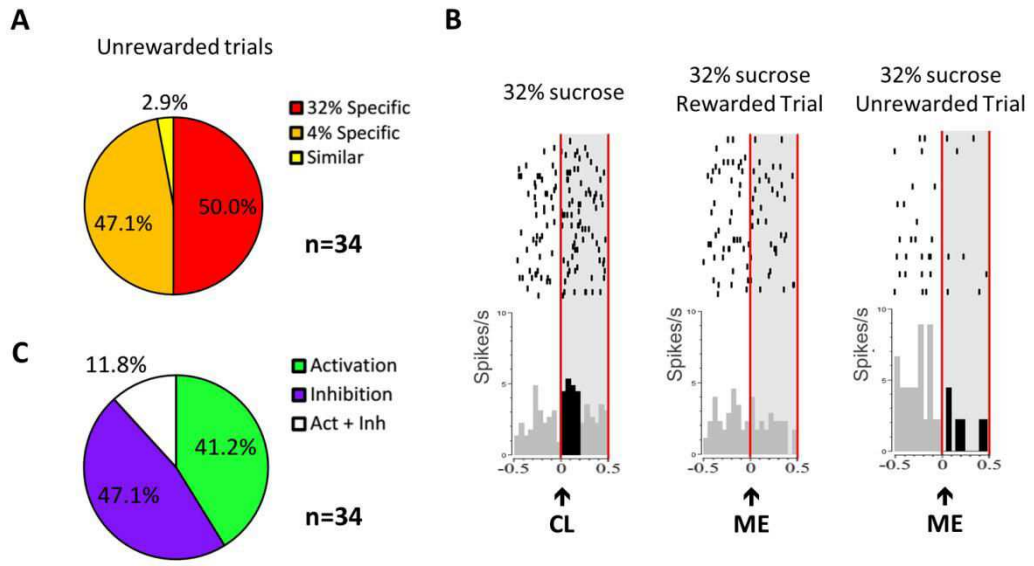 A
Unrewarded trials
2.9%
47.1%
50.0%
32% Specific
4% Specific
Similar
n=34
B
32% sucrose
32% sucrose
Rewarded Trial
32% sucrose
Unrewarded Trial
Spikes/s
10
5
0
-0.5 0 0.5
CL
Spikes/s
10
5
0
-0.5 0 0.5
ME
Spikes/s
10
5
0
-0.5 0 0.5
ME
C
11.8%
47.1%
41.2%
Activation
Inhibition
Act + Inh
n=34